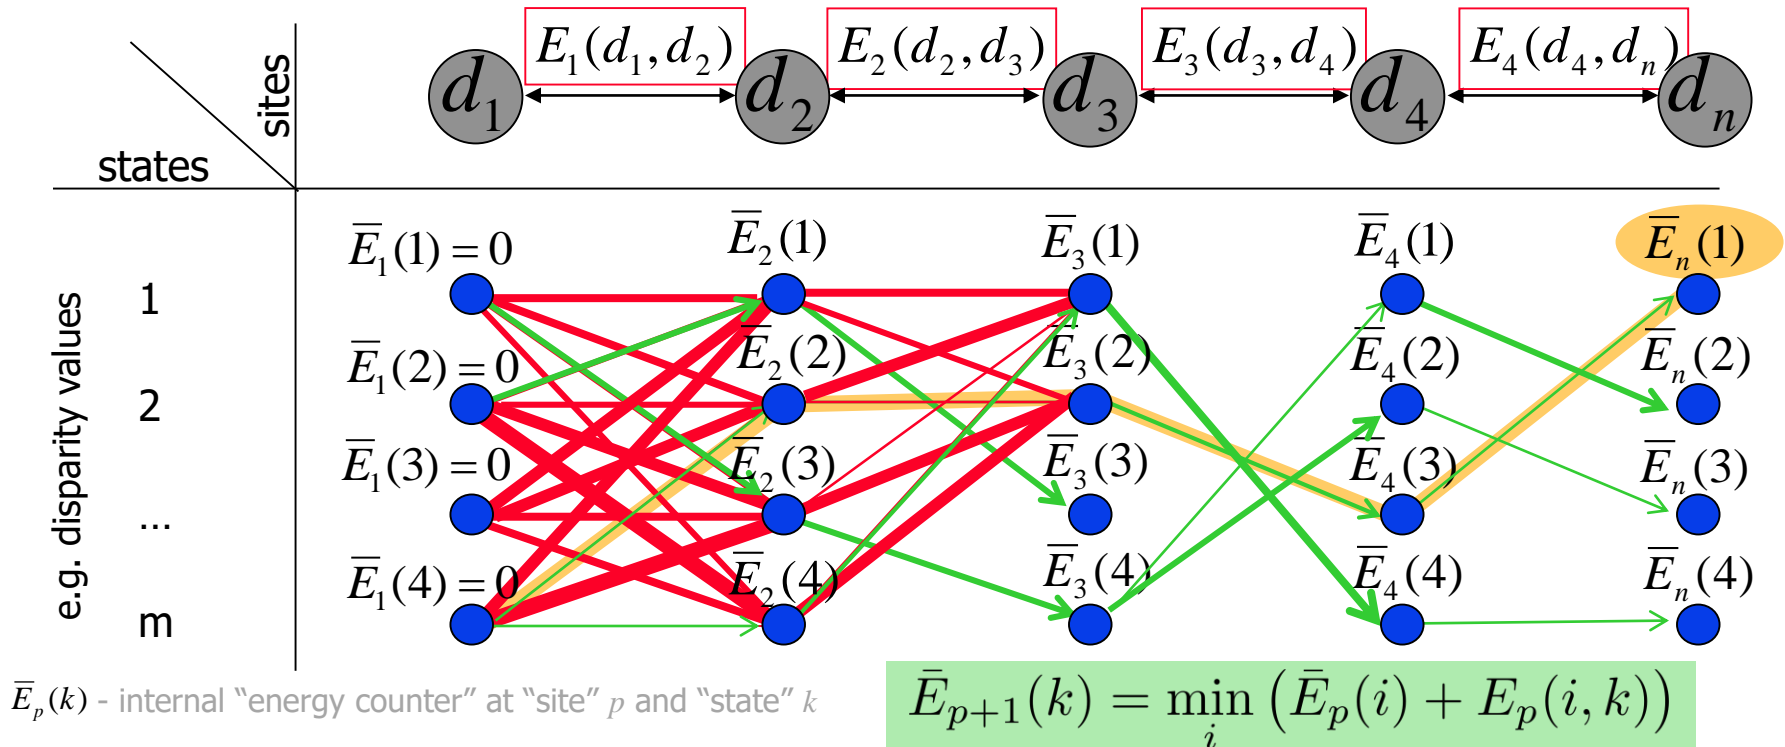 E₁(d₁,d₂) E₂(d₂,d₃) E₃(d₃,d₄) E₄(d₄,dₙ)
d₁ d₂ d₃ d₄ dₙ
sites
states
Ē₁(1) = 0 Ē₂(1) Ē₃(1) Ē₄(1) Ēₙ(1)
1
Ē₁(2) = 0 Ē₂(2) Ē₃(2) Ē₄(2) Ēₙ(2)
2
Ē₁(3) = 0 Ē₂(3) Ē₃(3) Ē₄(3) Ēₙ(3)
...
Ē₁(4) = 0 Ē₂(4) Ē₃(4) Ē₄(4) Ēₙ(4)
m
e.g. disparity values
Ēₚ(k) - internal “energy counter” at “site” p and “state” k
Ēₚ₊₁(k) = minᵢ (Ēₚ(i) + Eₚ(i, k))